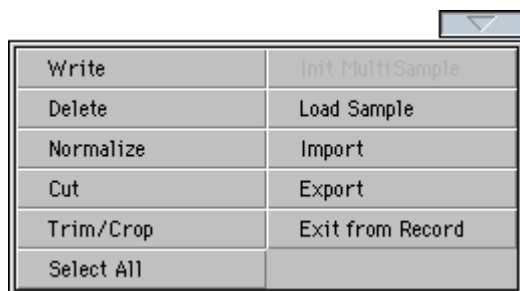 Write
Init MultiSample
Delete
Load Sample
Normalize
Import
Cut
Export
Trim/Crop
Exit from Record
Select All